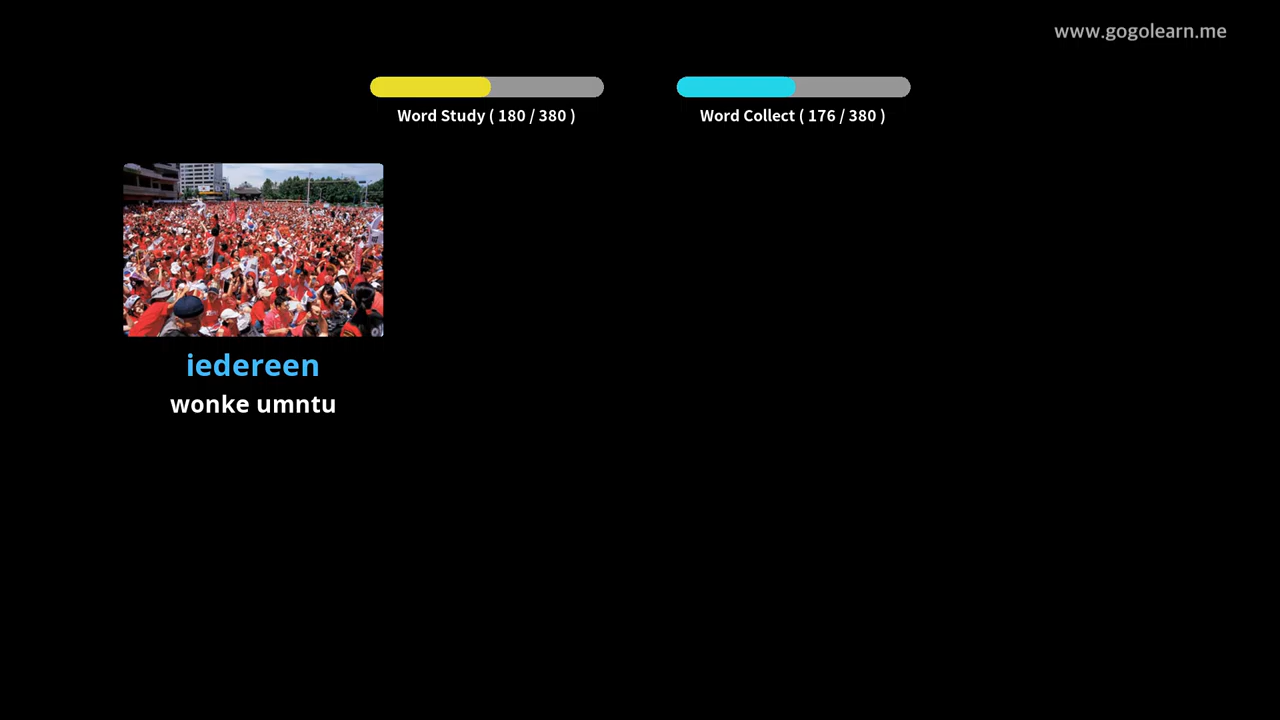 www.gogolearn.me
Word Study ( 180 / 380 )
Word Collect ( 176 / 380 )
iedereen
wonke umntu